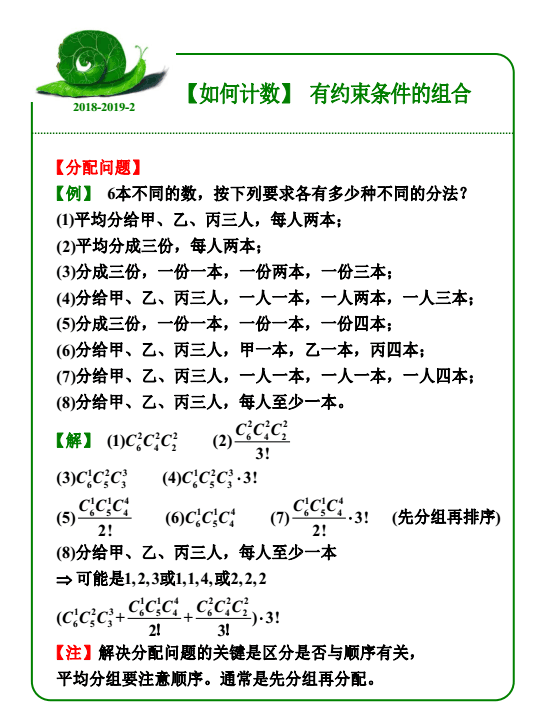 2018-2019-2
【如何计数】 有约束条件的组合
【分配问题】
【例】 6本不同的数，按下列要求各有多少种不同的分法？
(1)平均分给甲、乙、丙三人，每人两本；
(2)平均分成三份，每人两本；
(3)分成三份，一份一本，一份两本，一份三本；
(4)分给甲、乙、丙三人，一人一本，一人两本，一人三本；
(5)分成三份，一份一本，一份一本，一份四本；
(6)分给甲、乙、丙三人，甲一本，乙一本，丙四本；
(7)分给甲、乙、丙三人，一人一本，一人一本，一人四本；
(8)分给甲、乙、丙三人，每人至少一本。
【解】 (1)$C_6^2C_4^2C_2^2$ (2)$\frac{C_6^2C_4^2C_2^2}{3!}$
(3)$C_6^1C_5^2C_3^3$ (4)$C_6^1C_5^2C_3^3\cdot 3!$
(5)$\frac{C_6^1C_5^1C_4^4}{2!}$ (6)$C_6^1C_5^1C_4^4$ (7)$\frac{C_6^1C_5^1C_4^4}{2!}\cdot 3!$ (先分组再排序)
(8)分给甲、乙、丙三人，每人至少一本
⇒可能是1,2,3或1,1,4,或2,2,2
$(C_6^1C_5^2C_3^3+\frac{C_6^1C_5^1C_4^4}{2!}+\frac{C_6^2C_4^2C_2^2}{3!})\cdot 3!$
【注】解决分配问题的关键是区分是否与顺序有关，
平均分组要注意顺序。通常是先分组再分配。